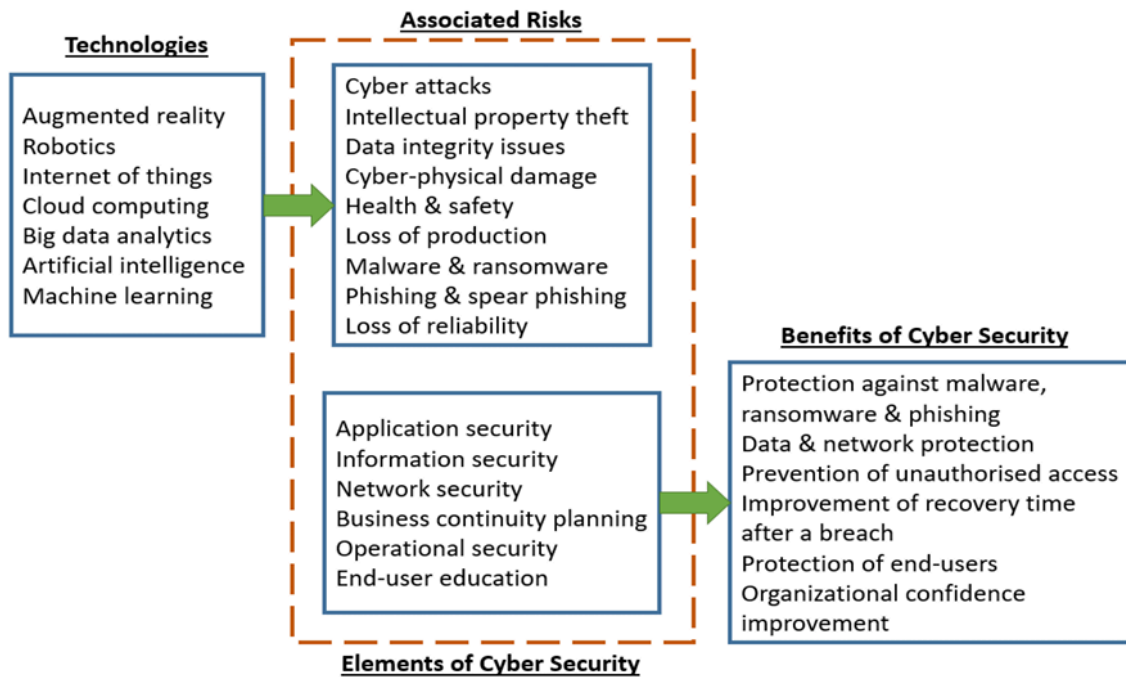 Technologies
Augmented reality
Robotics
Internet of things
Cloud computing
Big data analytics
Artificial intelligence
Machine learning
Associated Risks
Cyber attacks
Intellectual property theft
Data integrity issues
Cyber-physical damage
Health & safety
Loss of production
Malware & ransomware
Phishing & spear phishing
Loss of reliability
Application security
Information security
Network security
Business continuity planning
Operational security
End-user education
Elements of Cyber Security
Benefits of Cyber Security
Protection against malware,
ransomware & phishing
Data & network protection
Prevention of unauthorised access
Improvement of recovery time
after a breach
Protection of end-users
Organizational confidence
improvement